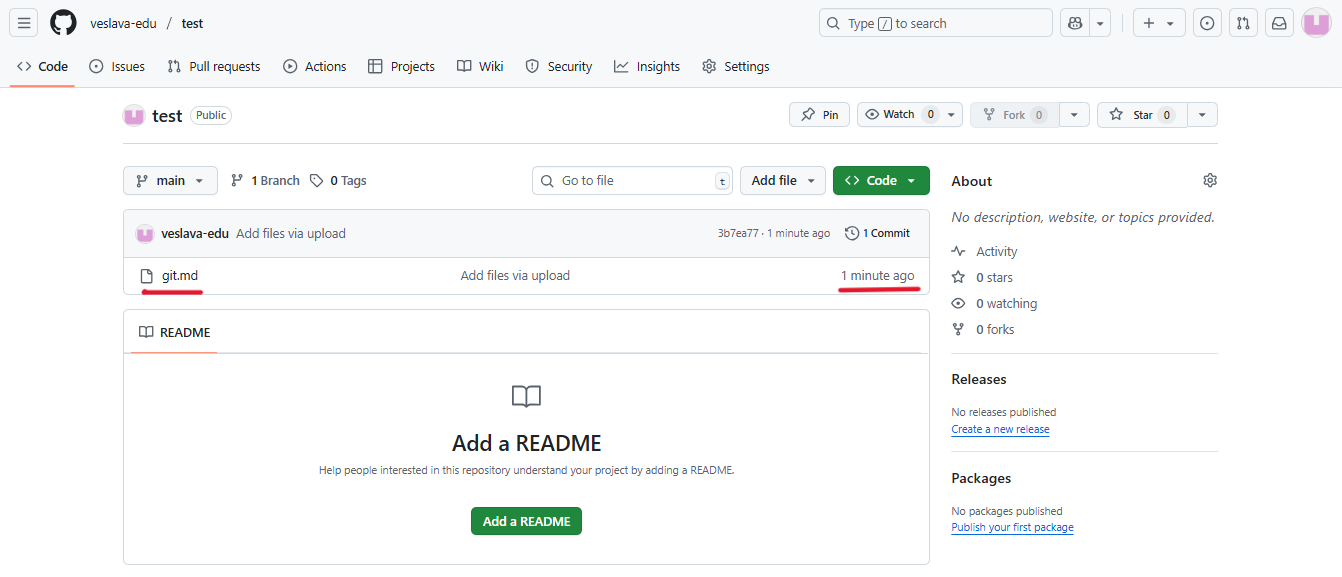 veslava-edu / test
Type / to search
Code Issues Pull requests Actions Projects Wiki Security Insights Settings
test Public
Pin Watch 0 Fork 0 Star 0
main 1 Branch 0 Tags
Go to file t Add file Code
veslava-edu Add files via upload 3b7ea77 · 1 minute ago 1 Commit
git.md Add files via upload 1 minute ago
README
Add a README
Help people interested in this repository understand your project by adding a README.
Add a README
About
No description, website, or topics provided.
Activity
0 stars
0 watching
0 forks
Releases
No releases published
Create a new release
Packages
No packages published
Publish your first package